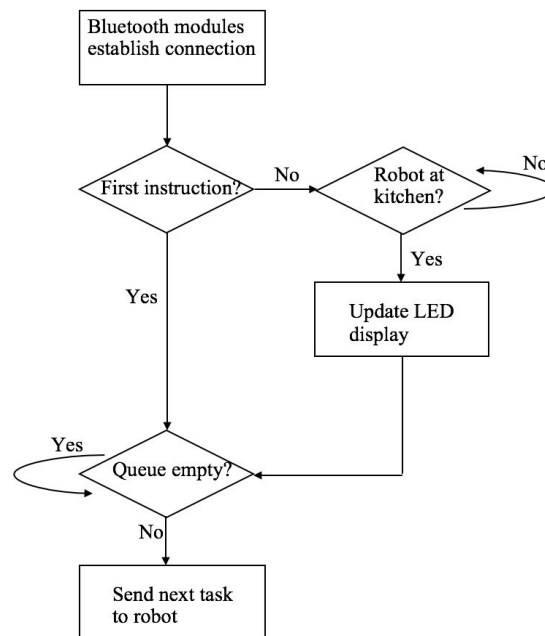 Bluetooth modules
establish connection
First instruction?
No
Robot at
kitchen?
No
Yes
Yes
Update LED
display
Yes
Queue empty?
No
Send next task
to robot